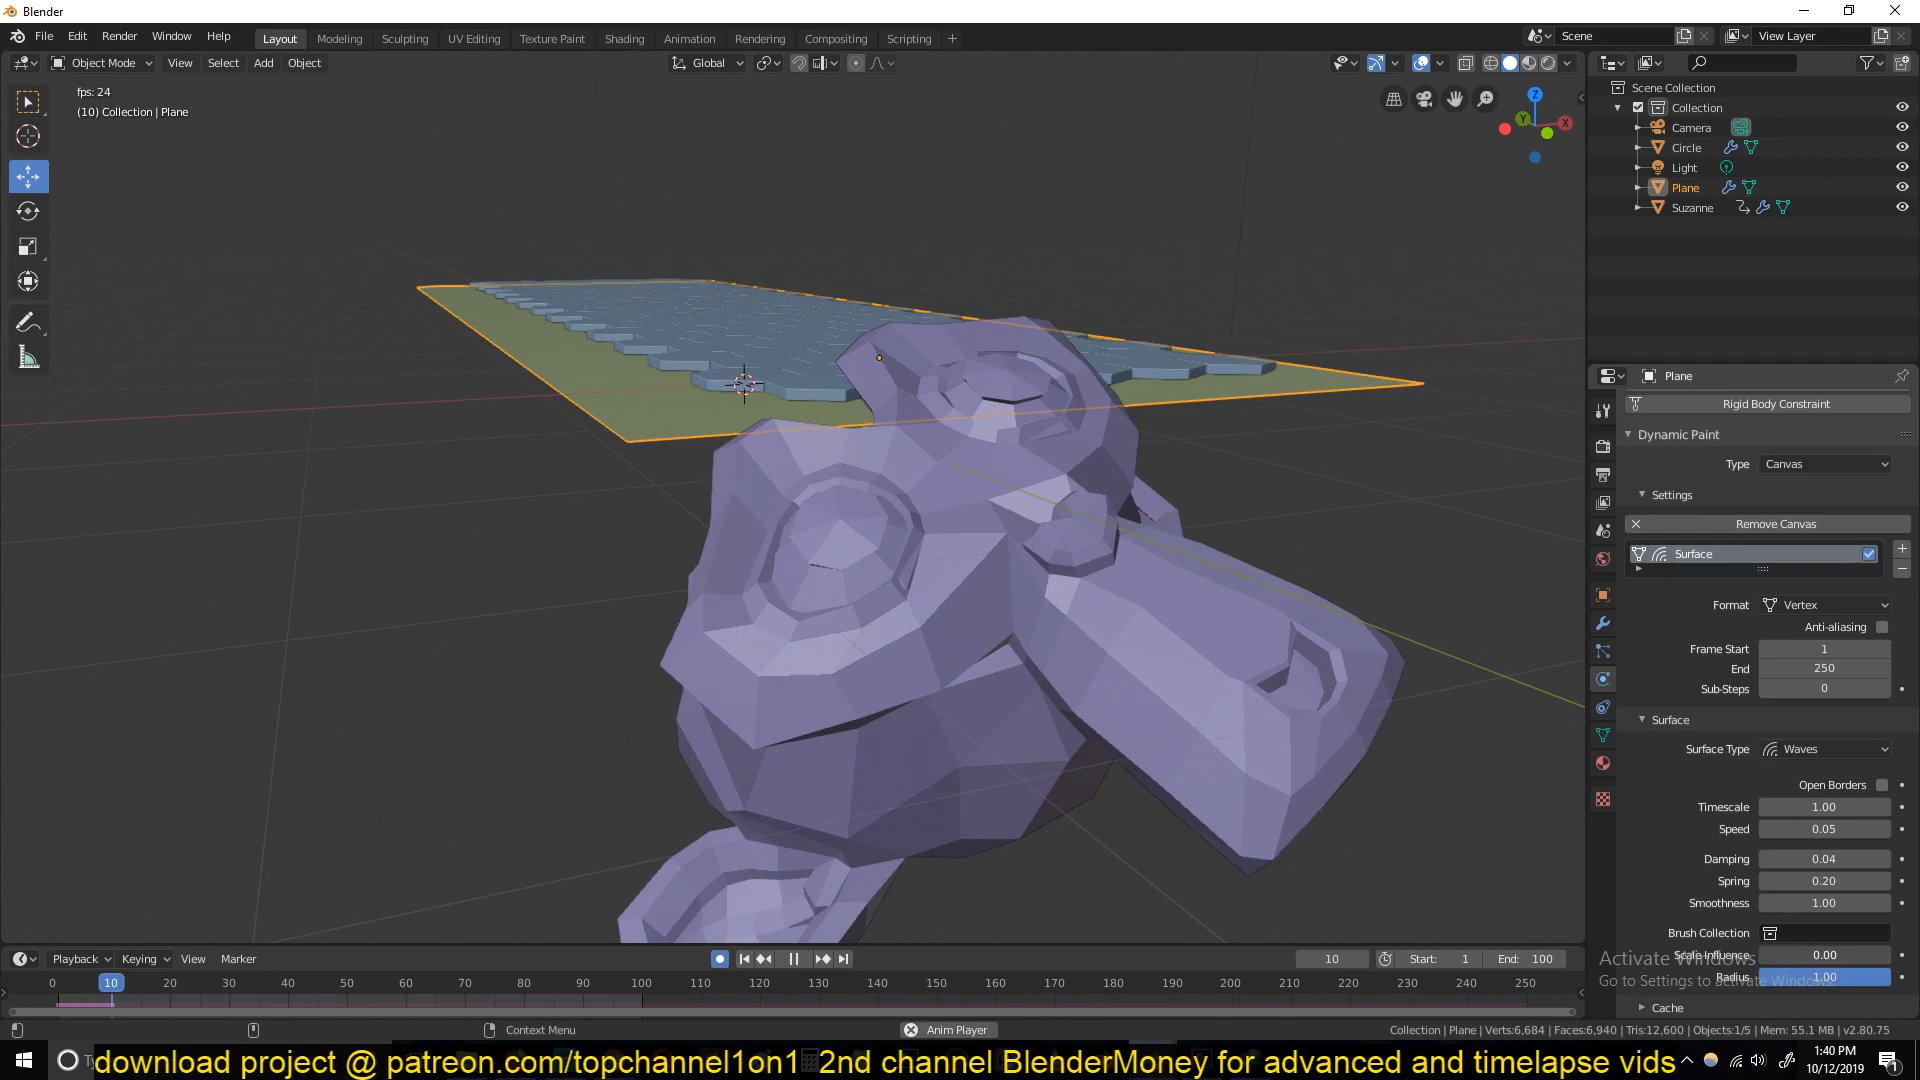 Blender
File Edit Render Window Help
Layout Modeling Sculpting UV Editing Texture Paint Shading Animation Rendering Compositing Scripting +
Scene View Layer
Object Mode View Select Add Object Global
fps: 24
(10) Collection | Plane
Z
Y
X
Scene Collection
Collection
Camera
Circle
Light
Plane
Suzanne
Plane
Rigid Body Constraint
Dynamic Paint
Type Canvas
Settings
Remove Canvas
Surface
Format Vertex
Anti-aliasing
Frame Start 1
End 250
Sub-Steps 0
Surface
Surface Type Waves
Open Borders
Timescale 1.00
Speed 0.05
Damping 0.04
Spring 0.20
Smoothness 1.00
Brush Collection
Scale Influence 0.00
Radius 1.00
Cache
Activate Windows
Go to Settings to activate Windows.
Playback Keying View Marker 10 Start: 1 End: 100
0 10 20 30 40 50 60 70 80 90 100 110 120 130 140 150 160 170 180 190 200 210 220 230 240 250
Context Menu Anim Player Collection | Plane | Verts:6,684 | Faces:6,940 | Tris:12,600 | Objects:1/5 | Mem: 55.1 MB | v2.80.75
download project @ patreon.com/topchannel1on1 2nd channel BlenderMoney for advanced and timelapse vids
1:40 PM
10/12/2019
1